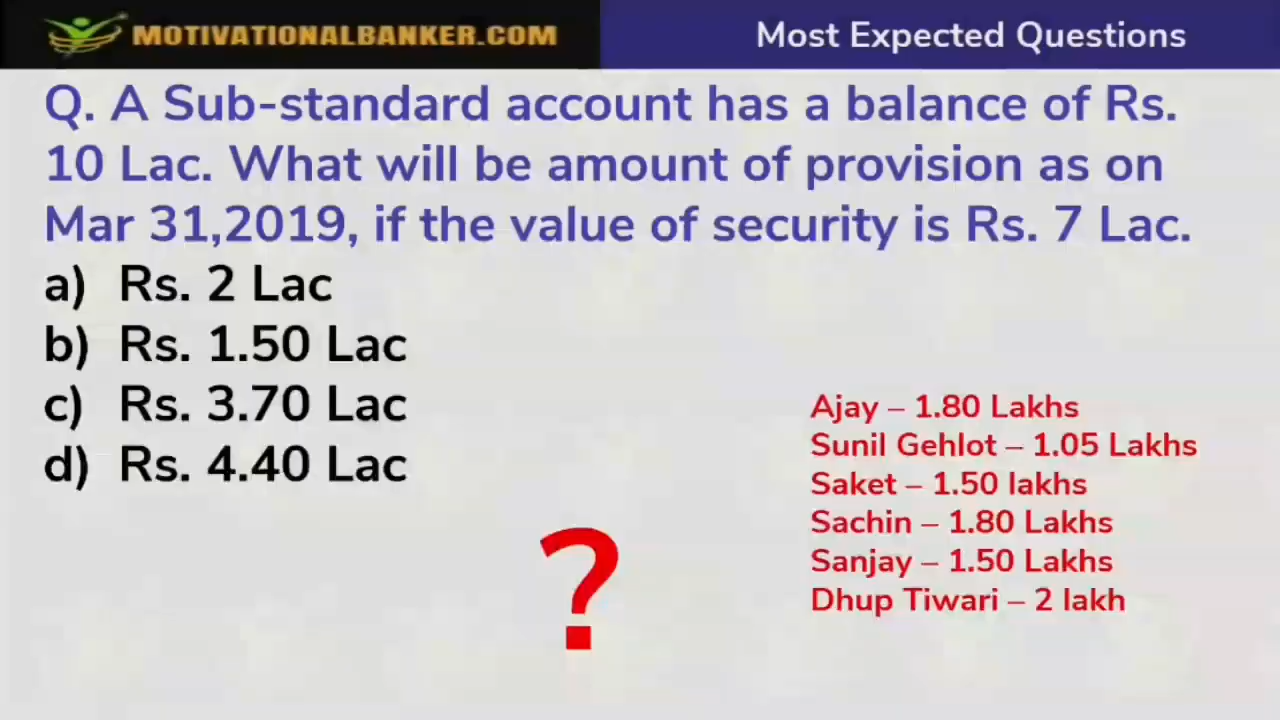 MOTIVATIONALBANKER.COM
Most Expected Questions
Q. A Sub-standard account has a balance of Rs.
10 Lac. What will be amount of provision as on
Mar 31,2019, if the value of security is Rs. 7 Lac.
a) Rs. 2 Lac
b) Rs. 1.50 Lac
c) Rs. 3.70 Lac
d) Rs. 4.40 Lac
Ajay – 1.80 Lakhs
Sunil Gehlot – 1.05 Lakhs
Saket – 1.50 lakhs
Sachin – 1.80 Lakhs
Sanjay – 1.50 Lakhs
Dhup Tiwari – 2 lakh
?